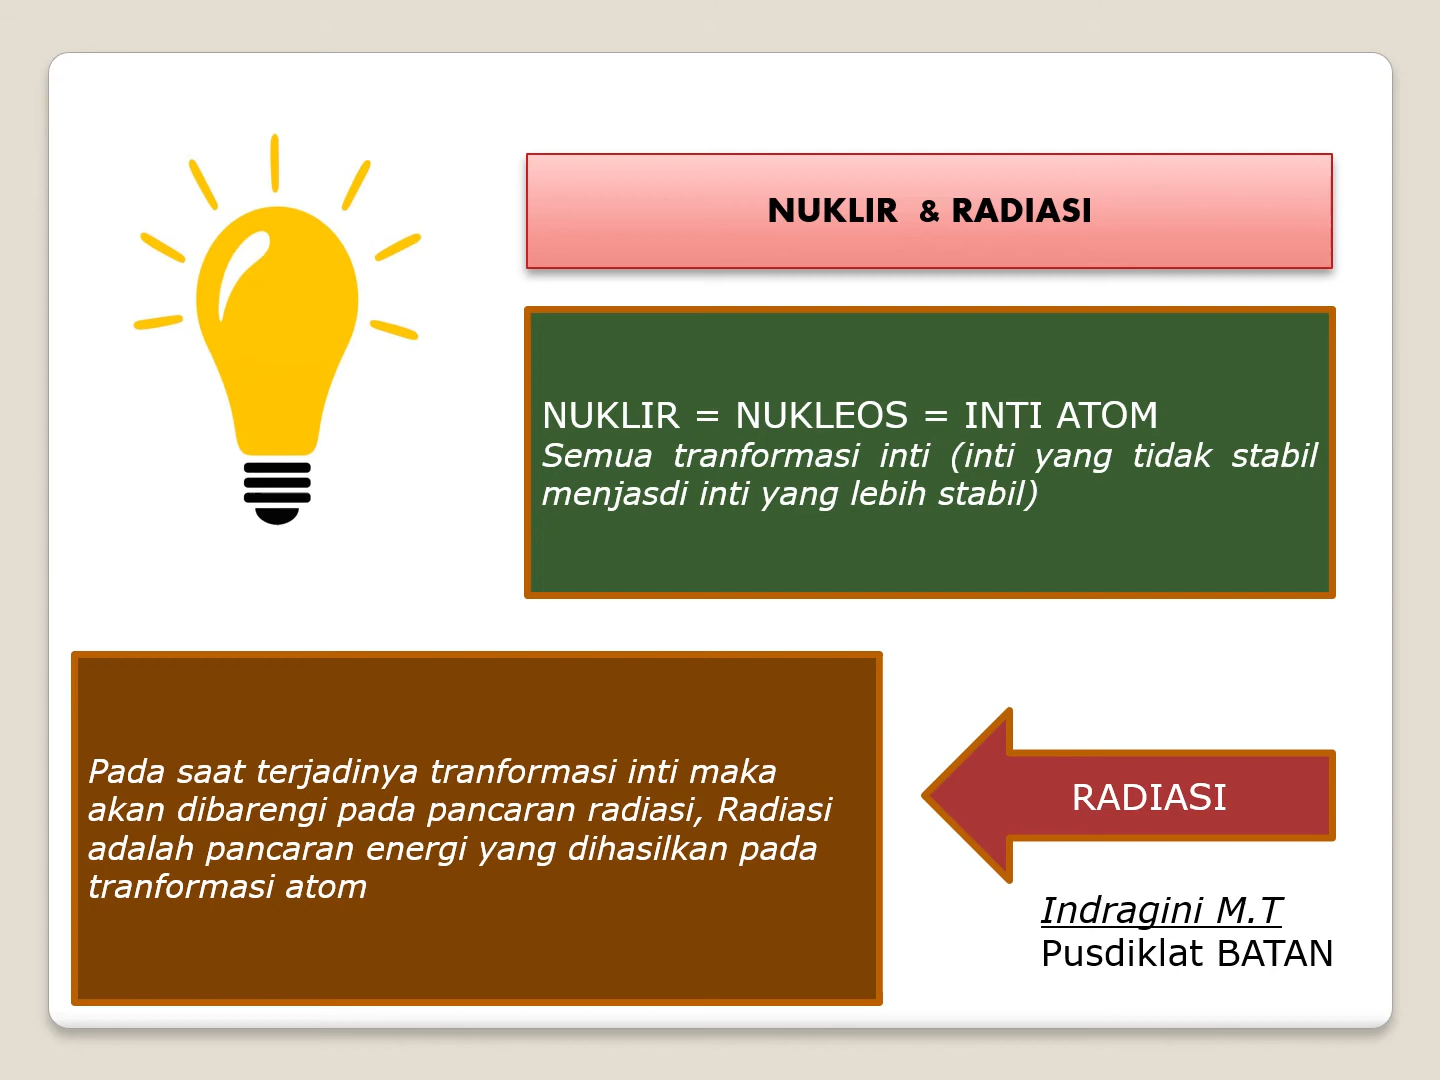 NUKLIR & RADIASI
NUKLIR = NUKLEOS = INTI ATOM
Semua tranformasi inti (inti yang tidak stabil
menjasdi inti yang lebih stabil)
Pada saat terjadinya tranformasi inti maka
akan dibarengi pada pancaran radiasi, Radiasi
adalah pancaran energi yang dihasilkan pada
tranformasi atom
RADIASI
Indragini M.T
Pusdiklat BATAN